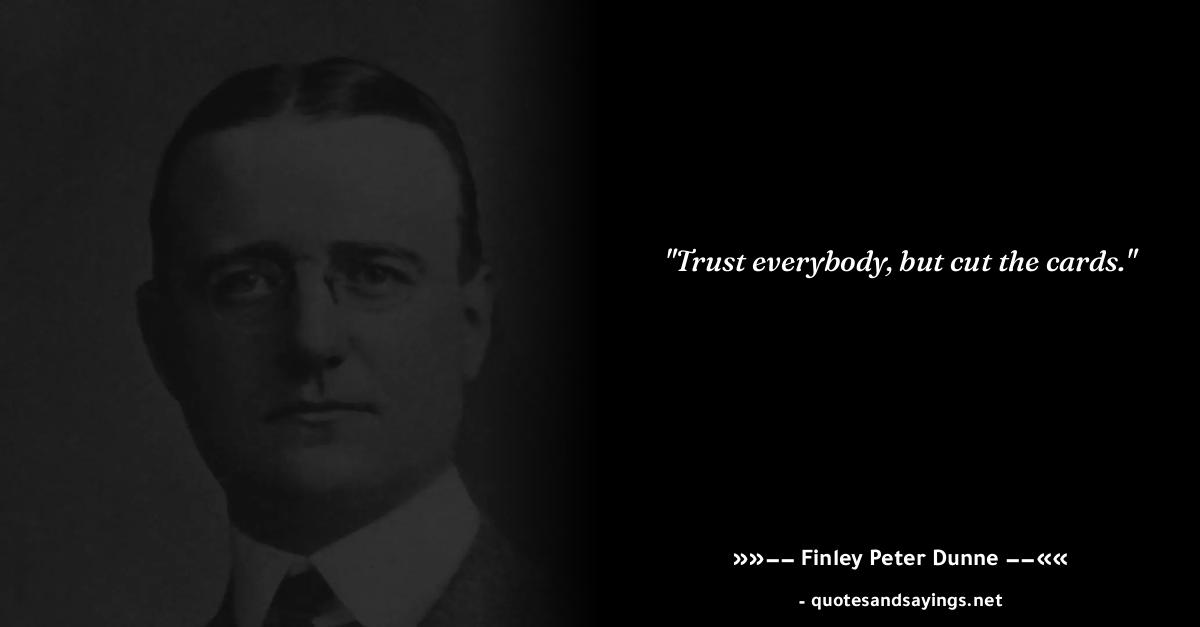 "Trust everybody, but cut the cards."
»»–– Finley Peter Dunne ––««
- quotesandsayings.net